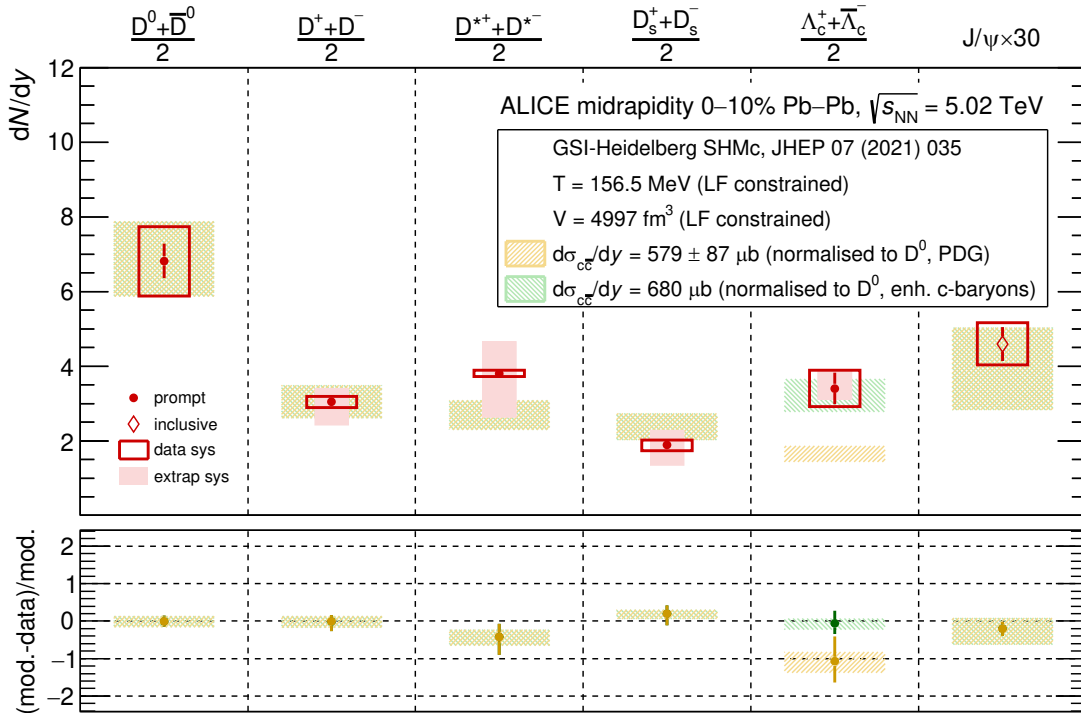 D⁰+D̅⁰ D⁺+D⁻ D*⁺+D*⁻ Dₛ⁺+Dₛ⁻ Λ_c⁺+Λ̅_c⁻ J/ψ×30
2 2 2 2 2
dN/dy
12
10
8
6
4
2
ALICE midrapidity 0–10% Pb–Pb, √s_NN = 5.02 TeV
GSI-Heidelberg SHMc, JHEP 07 (2021) 035
T = 156.5 MeV (LF constrained)
V = 4997 fm³ (LF constrained)
dσ_cc̅/dy = 579 ± 87 μb (normalised to D⁰, PDG)
dσ_cc̅/dy = 680 μb (normalised to D⁰, enh. c-baryons)
prompt
inclusive
data sys
extrap sys
(mod.-data)/mod.
2
1
0
−1
−2